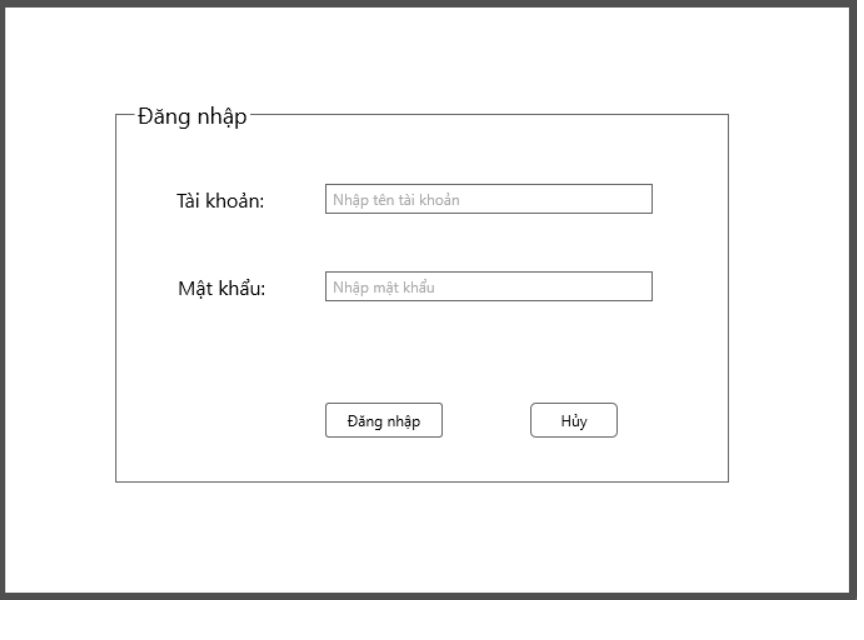 Đăng nhập
Tài khoản: Nhập tên tài khoản
Mật khẩu: Nhập mật khẩu
Đăng nhập Hủy